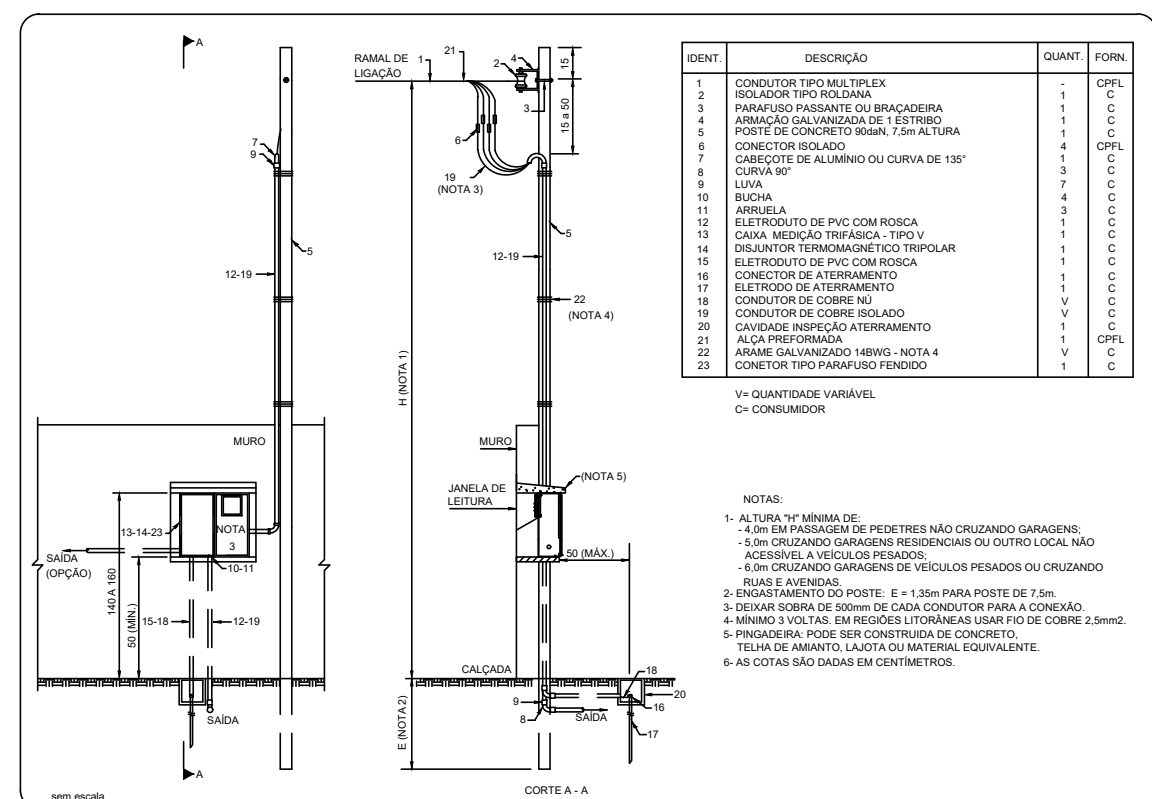 A
7
9
5
12-19
MURO
13-14-23
NOTA
3
SAÍDA
(OPÇÃO)
10-11
140 A 160
50 (MÍN.)
15-18
12-19
SAÍDA
A
sem escala
RAMAL DE
LIGAÇÃO
1
21
4
2
3
15
15 a 50
6
19
(NOTA 3)
5
12-19
22
(NOTA 4)
H (NOTA 1)
MURO
(NOTA 5)
JANELA DE
LEITURA
50 (MÁX.)
CALÇADA
18
20
16
9
8
SAÍDA
17
E (NOTA 2)
CORTE A - A
IDENT. DESCRIÇÃO QUANT. FORN.
1 CONDUTOR TIPO MULTIPLEX - CPFL
2 ISOLADOR TIPO ROLDANA 1 C
3 PARAFUSO PASSANTE OU BRAÇADEIRA 1 C
4 ARMAÇÃO GALVANIZADA DE 1 ESTRIBO 1 C
5 POSTE DE CONCRETO 90daN, 7,5m ALTURA 1 C
6 CONECTOR ISOLADO 4 CPFL
7 CABEÇOTE DE ALUMÍNIO OU CURVA DE 135° 1 C
8 CURVA 90° 3 C
9 LUVA 7 C
10 BUCHA 4 C
11 ARRUELA 3 C
12 ELETRODUTO DE PVC COM ROSCA 1 C
13 CAIXA MEDIÇÃO TRIFÁSICA - TIPO V 1 C
14 DISJUNTOR TERMOMAGNÉTICO TRIPOLAR 1 C
15 ELETRODUTO DE PVC COM ROSCA 1 C
16 CONECTOR DE ATERRAMENTO 1 C
17 ELETRODO DE ATERRAMENTO 1 C
18 CONDUTOR DE COBRE NÚ V C
19 CONDUTOR DE COBRE ISOLADO V C
20 CAVIDADE INSPEÇÃO ATERRAMENTO 1 C
21 ALÇA PREFORMADA 1 CPFL
22 ARAME GALVANIZADO 14BWG - NOTA 4 V C
23 CONETOR TIPO PARAFUSO FENDIDO 1 C
V= QUANTIDADE VARIÁVEL
C= CONSUMIDOR
NOTAS:
1- ALTURA "H" MÍNIMA DE:
- 4,0m EM PASSAGEM DE PEDETRES NÃO CRUZANDO GARAGENS;
- 5,0m CRUZANDO GARAGENS RESIDENCIAIS OU OUTRO LOCAL NÃO
ACESSÍVEL A VEÍCULOS PESADOS;
- 6,0m CRUZANDO GARAGENS DE VEÍCULOS PESADOS OU CRUZANDO
RUAS E AVENIDAS.
2- ENGASTAMENTO DO POSTE: E = 1,35m PARA POSTE DE 7,5m.
3- DEIXAR SOBRA DE 500mm DE CADA CONDUTOR PARA A CONEXÃO.
4- MÍNIMO 3 VOLTAS. EM REGIÕES LITORÂNEAS USAR FIO DE COBRE 2,5mm2.
5- PINGADEIRA: PODE SER CONSTRUIDA DE CONCRETO,
TELHA DE AMIANTO, LAJOTA OU MATERIAL EQUIVALENTE.
6- AS COTAS SÃO DADAS EM CENTÍMETROS.